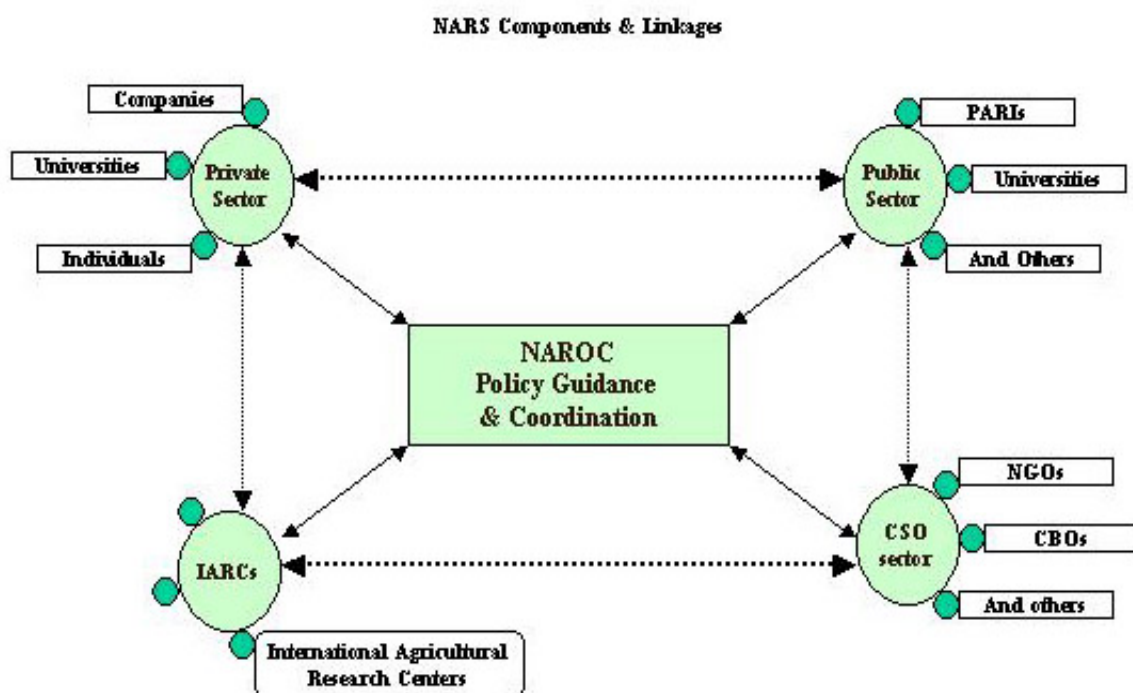 NARS Components & Linkages
Companies
Universities
Individuals
Private
Sector
PARIs
Universities
And Others
Public
Sector
NAROC
Policy Guidance
& Coordination
IARCs
International Agricultural
Research Centers
CSO
sector
NGOs
CBOs
And others